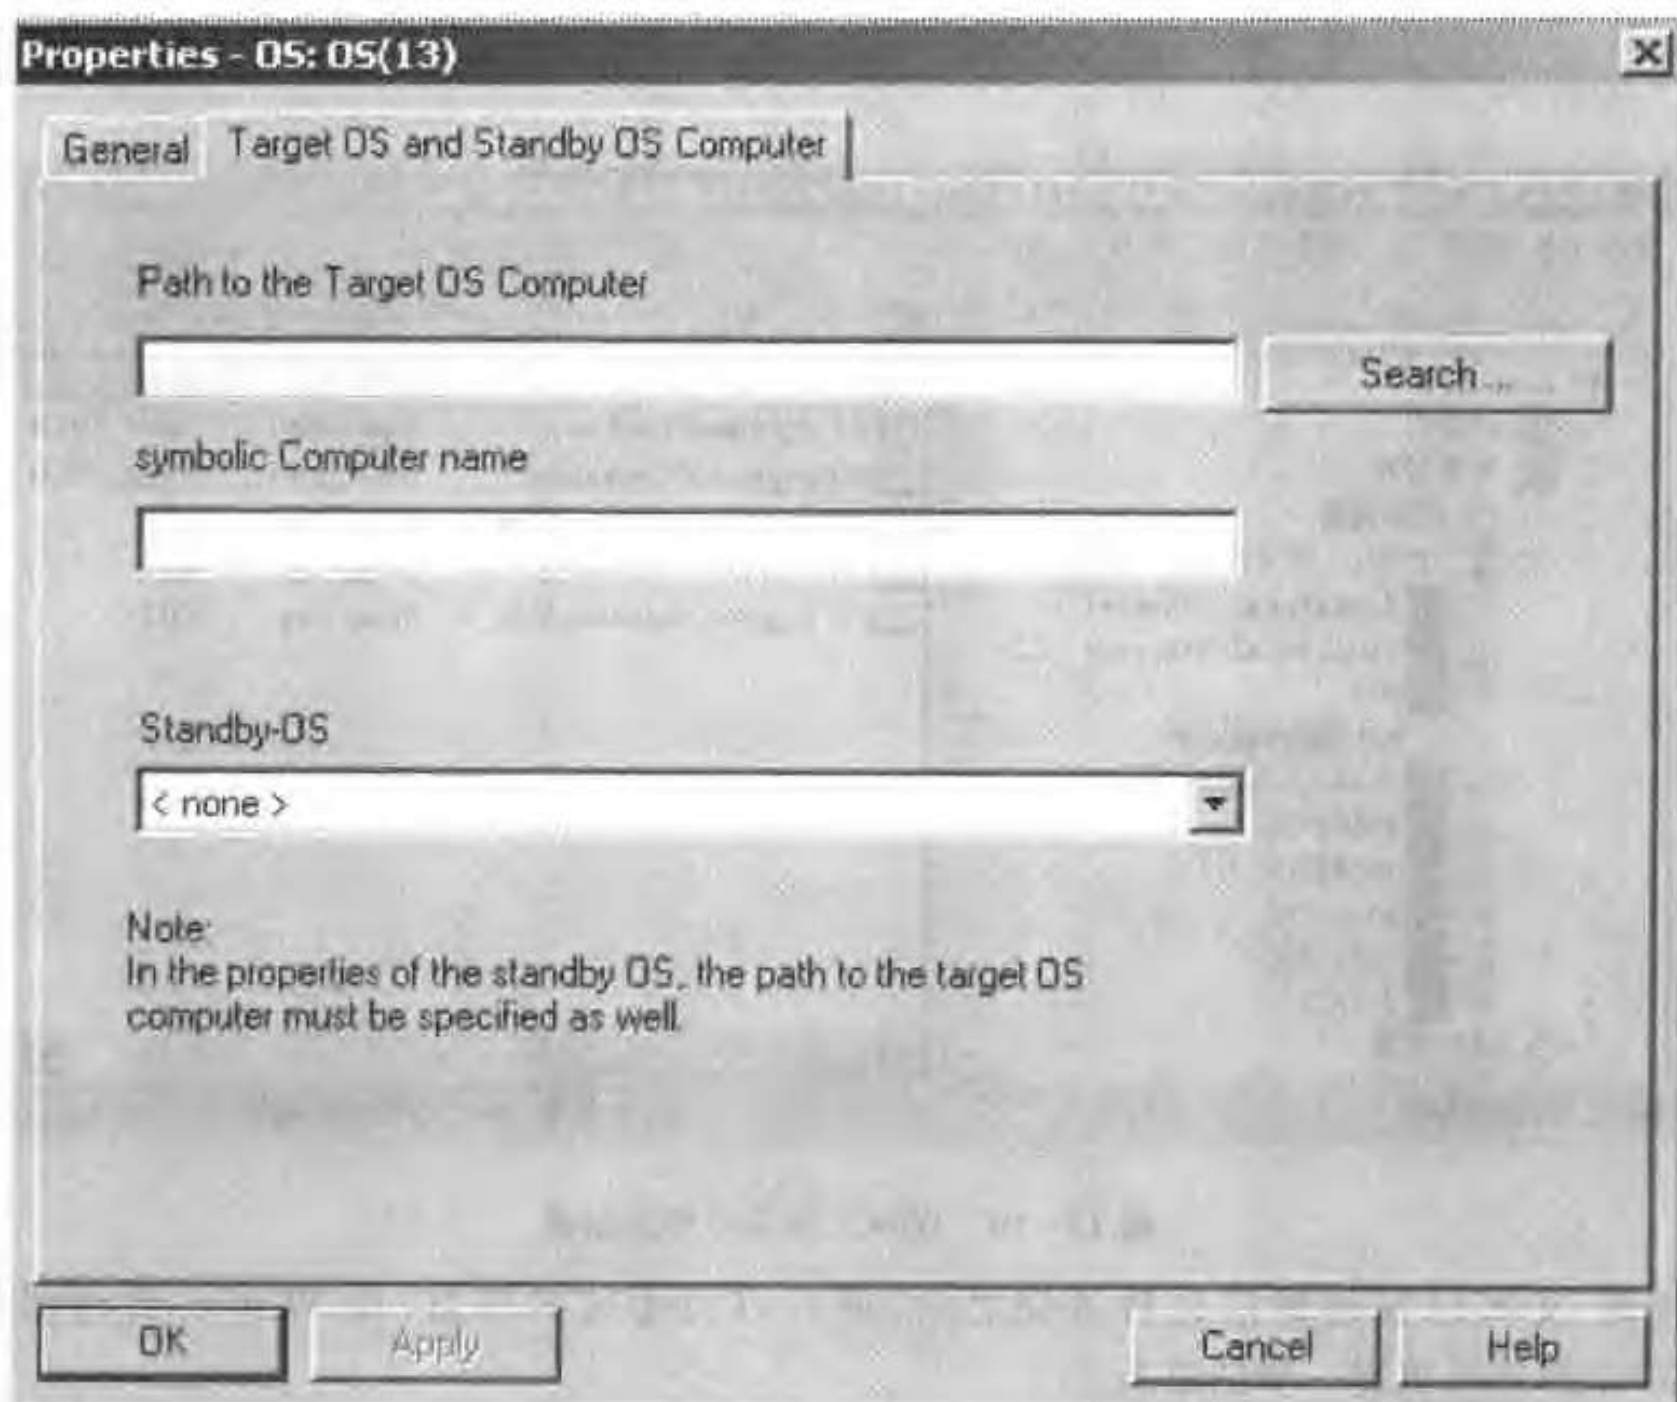 Properties - OS: OS(13)
General
Target OS and Standby OS Computer
Path to the Target OS Computer
Search...
symbolic Computer name
Standby-OS
< none >
Note:
In the properties of the standby OS, the path to the target OS
computer must be specified as well.
OK
Apply
Cancel
Help